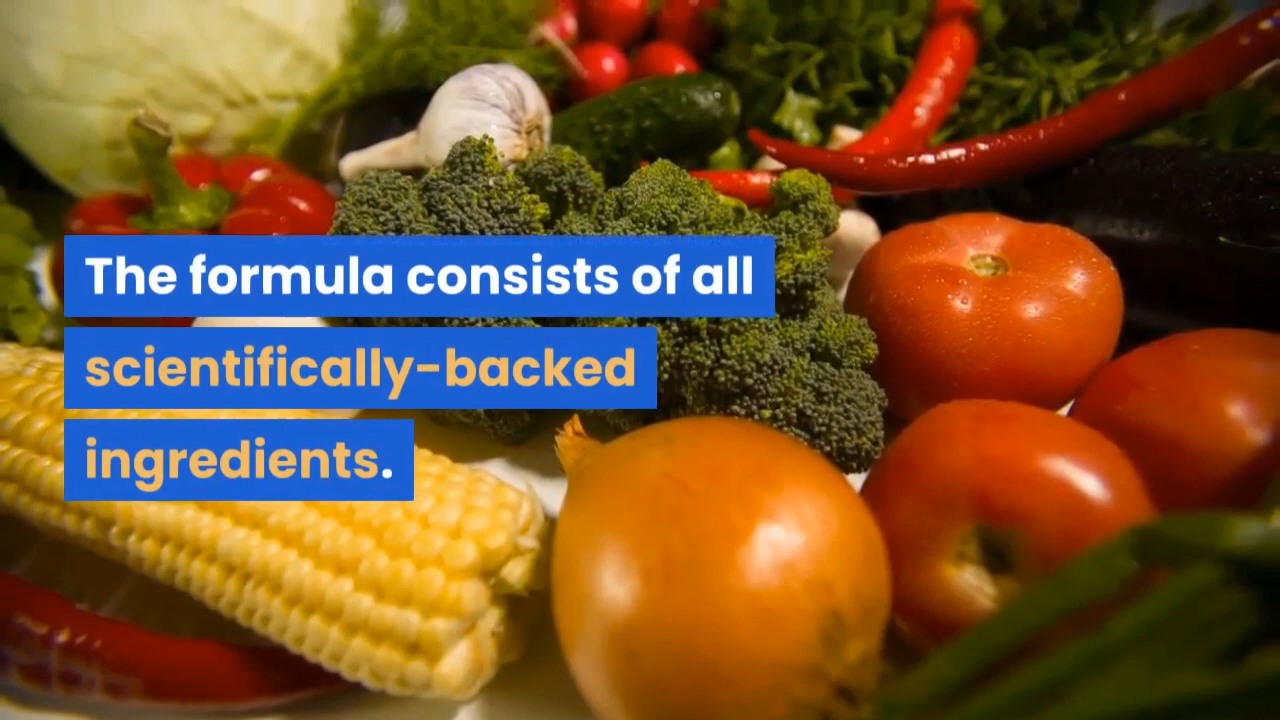 The formula consists of all
scientifically-backed
ingredients.